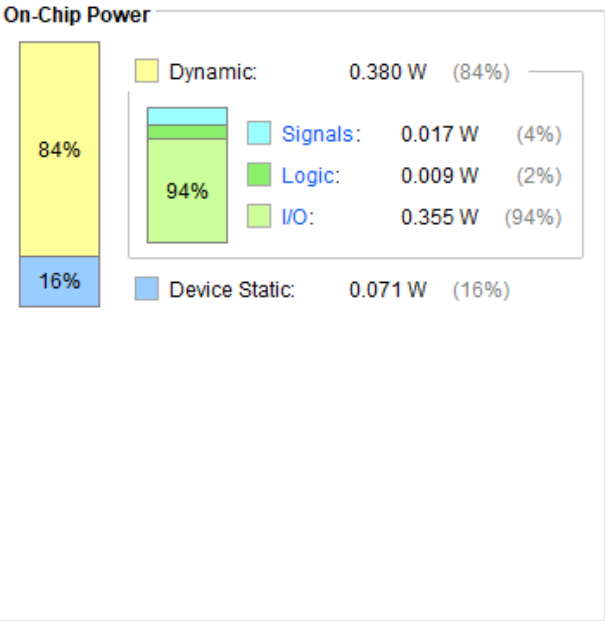 On-Chip Power
Dynamic: 0.380 W (84%)
84%
Signals: 0.017 W (4%)
Logic: 0.009 W (2%)
94%
I/O: 0.355 W (94%)
16%
Device Static: 0.071 W (16%)